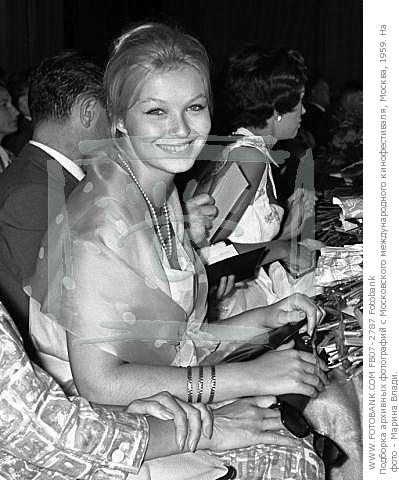 WWW.FOTOBANK.COM FB07-2787 Fotobank
Подборка архивных фотографий с Московского международного кинофестиваля, Москва, 1959. На
фото - Марина Влади.